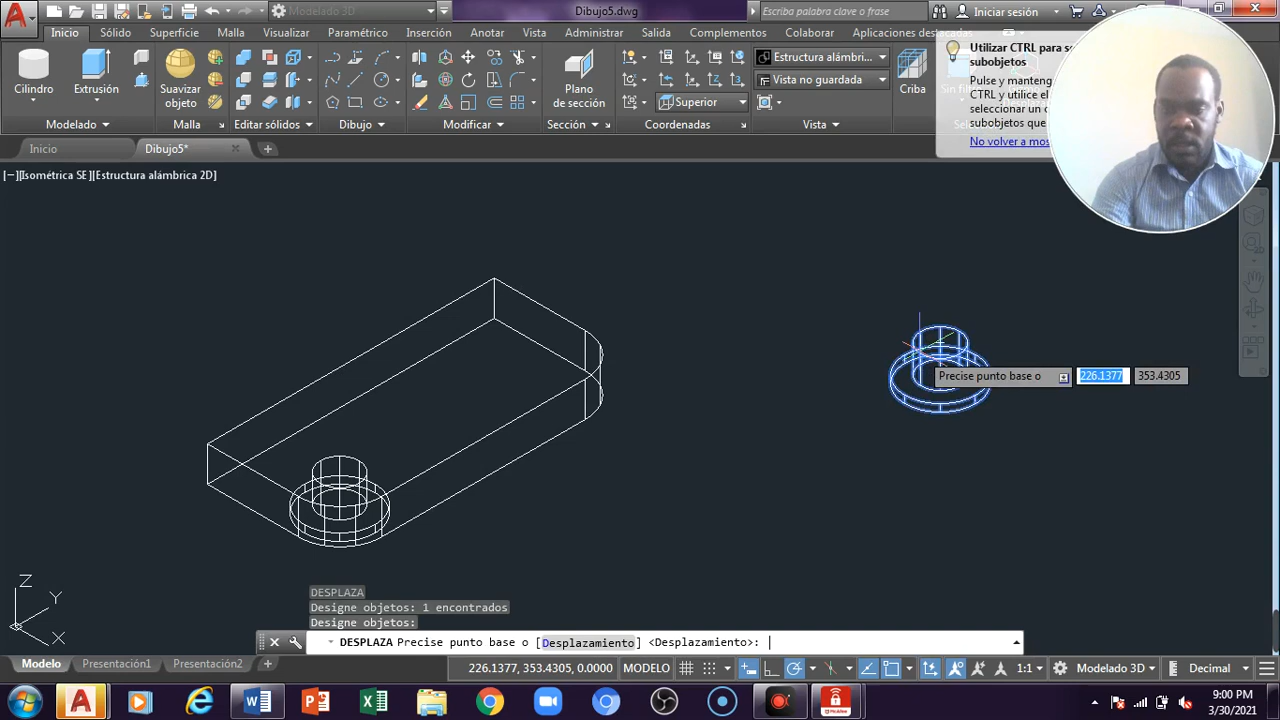 Modelado 3D
Dibujo5.dwg
Escriba palabra clave o frase
Iniciar sesión
Inicio Sólido Superficie Malla Visualizar Paramétrico Inserción Anotar Vista Administrar Salida Complementos Colaborar Aplicaciones destacadas
Cilindro
Extrusión
Suavizar
objeto
Plano
de sección
Estructura alámbri...
Vista no guardada
Superior
Criba
Sin fil
Modelado
Malla
Editar sólidos
Dibujo
Modificar
Sección
Coordenadas
Vista
Utilizar CTRL para se
subobjetos
Pulse y manteng
CTRL y utilice el
seleccionar un c
subobjetos que
No volver a mos
Inicio
Dibujo5*
[−][Isométrica SE][Estructura alámbrica 2D]
Precise punto base o 226.1377 353.4305
Z
Y
X
DESPLAZA
Designe objetos: 1 encontrados
Designe objetos:
DESPLAZA Precise punto base o [Desplazamiento] <Desplazamiento>:
Modelo Presentación1 Presentación2 +
226.1377, 353.4305, 0.0000 MODELO 1:1 Modelado 3D Decimal
9:00 PM
3/30/2021